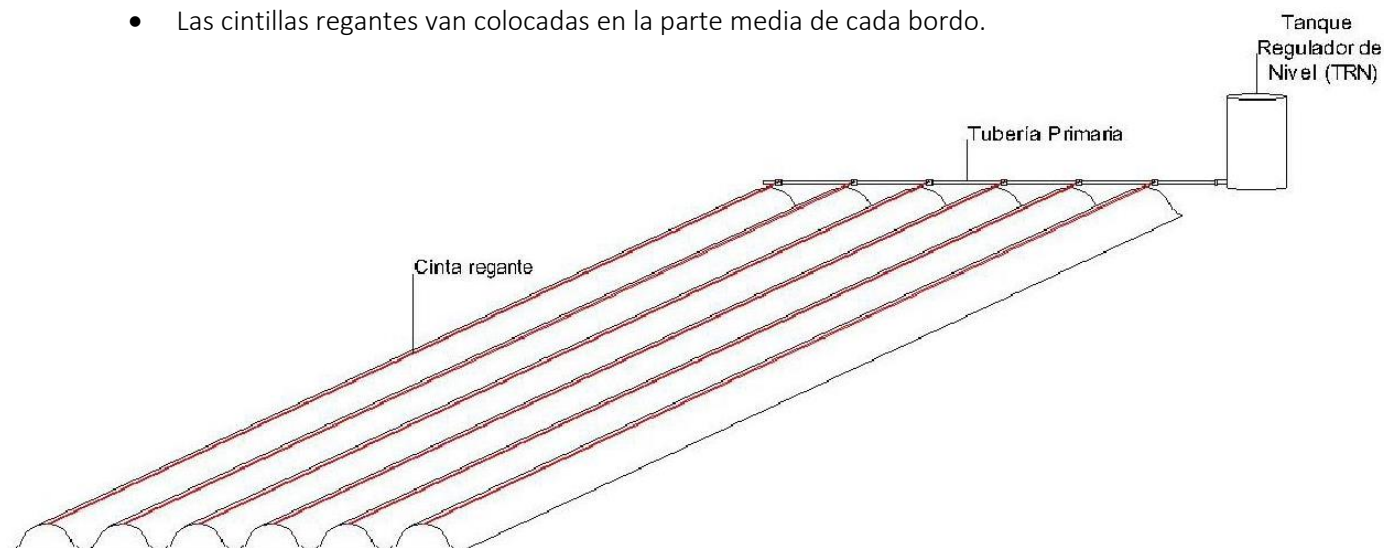 • Las cintillas regantes van colocadas en la parte media de cada bordo.
Tanque
Regulador de
Nivel (TRN)
Tubería Primaria
Cinta regante